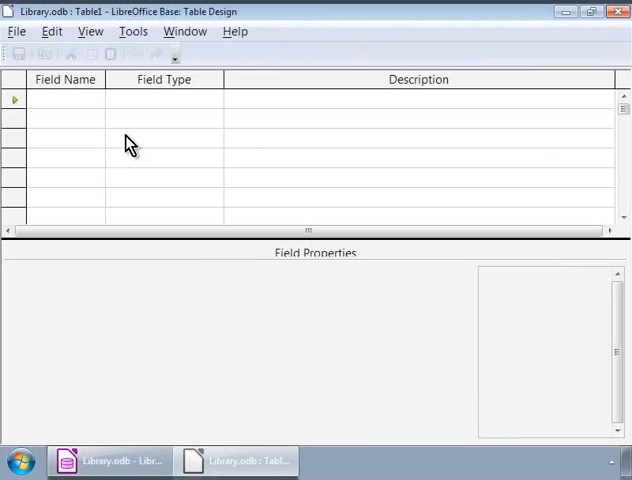 Library.odb : Table1 - LibreOffice Base: Table Design
File Edit View Tools Window Help
Field Name Field Type Description
Field Properties
Library.odb - Libr... Library.odb : Tabl...